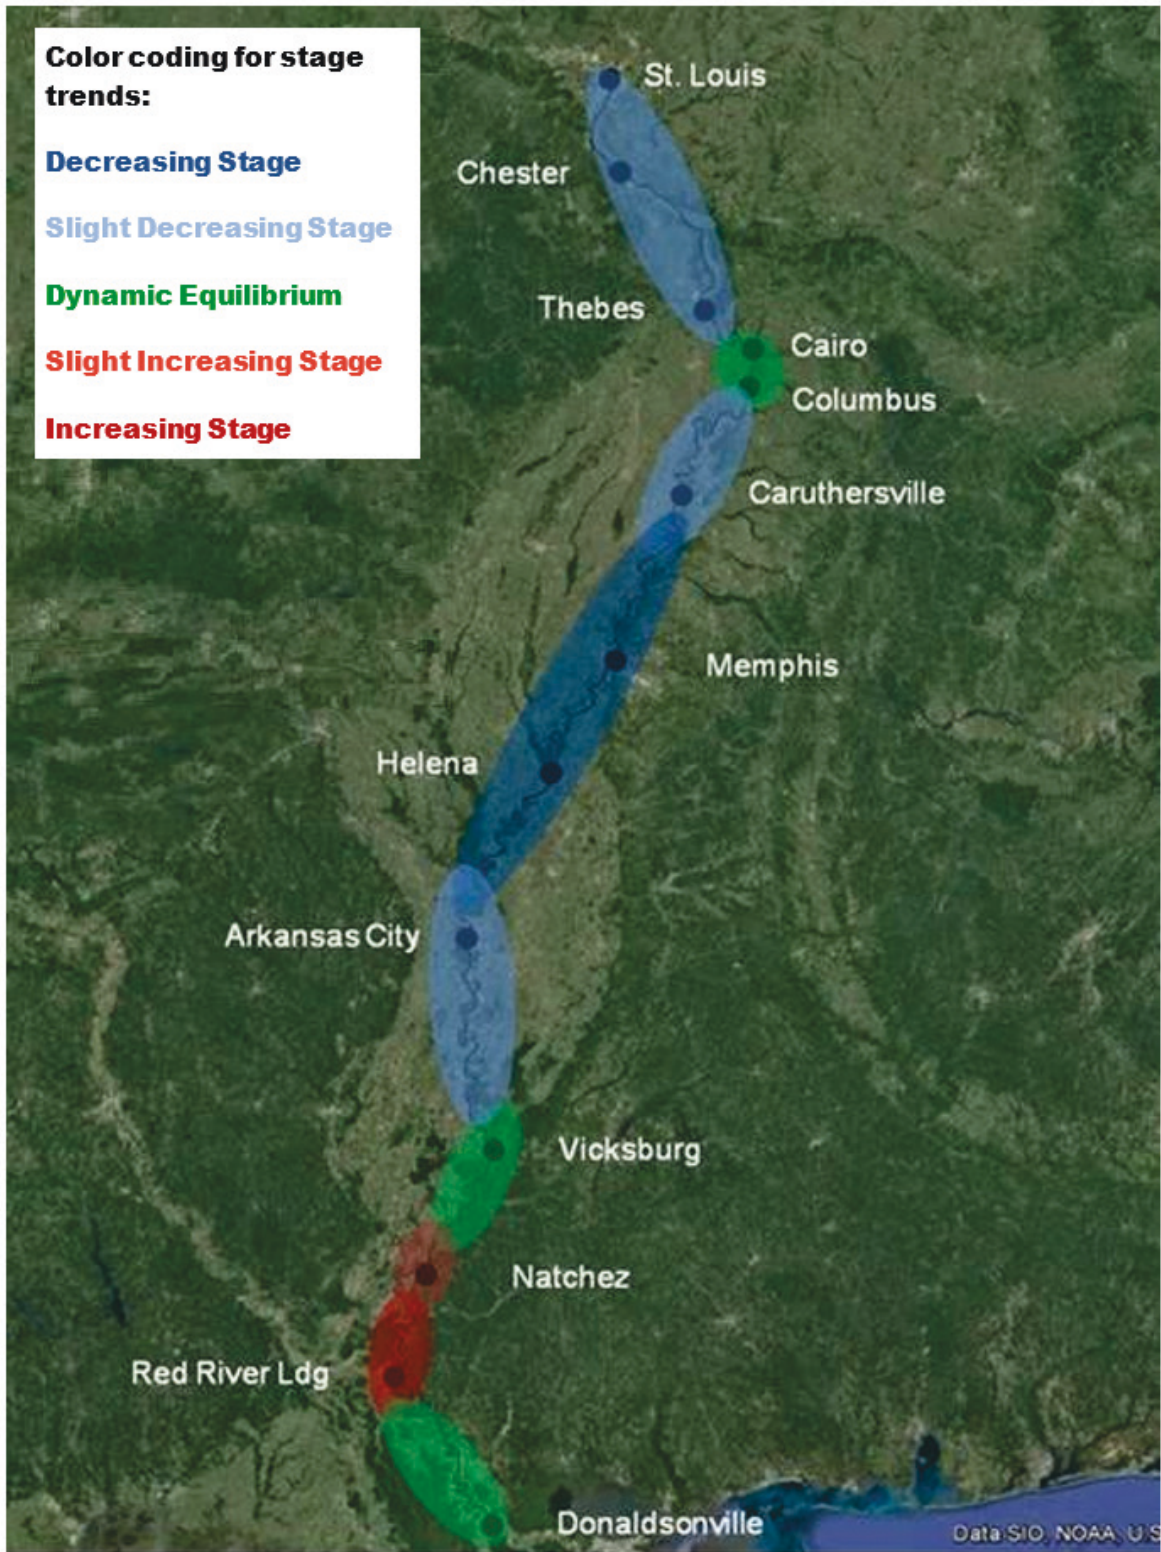 Color coding for stage
trends:
Decreasing Stage
Slight Decreasing Stage
Dynamic Equilibrium
Slight Increasing Stage
Increasing Stage
St. Louis
Chester
Thebes
Cairo
Columbus
Caruthersville
Memphis
Helena
Arkansas City
Vicksburg
Natchez
Red River Ldg
Donaldsonville
Data SIO, NOAA, U.S